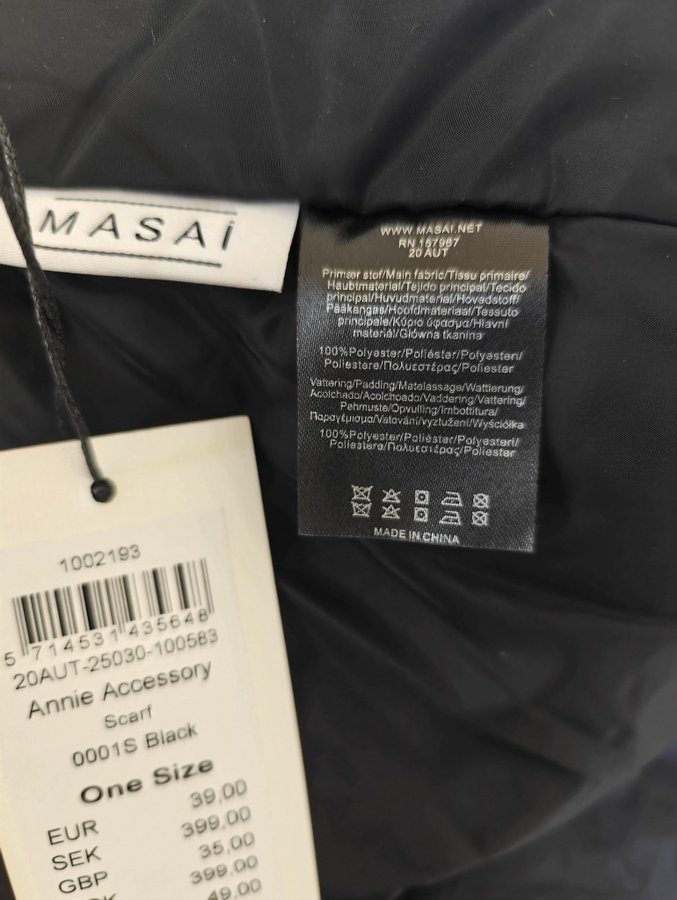 MASAI
WWW.MASAI.NET
RN 157967
20 AUT
Primær stof/Main fabric/Tissu primaire/
Haubtmaterial/Tejido principal/Tecido
principal/Huvudmaterial/Hovedstoff/
Pääkangas/Hoofdmateriaal/Tessuto
principale/Κύριο ύφασμα/Hlavní
materiál/Główna tkanina
100%Polyester/Poliéster/Polyesteri/
Poliestere/Πολυεστέρας/Poliester
Vattering/Padding/Matelassage/Wattierung/
Acolchado/Acolchoado/Vaddering/Vattering/
Pehmuste/Opvulling/Imbottitura/
Παραγέμισμα/Vatování/vyztužení/Wyściółka
100%Polyester/Poliéster/Polyesteri/
Poliestere/Πολυεστέρας/Poliester
MADE IN CHINA
1002193
5 714531 435648
20AUT-25030-100583
Annie Accessory
Scarf
0001S Black
One Size
EUR 39,00
SEK 399,00
GBP 35,00
399,00
49,00